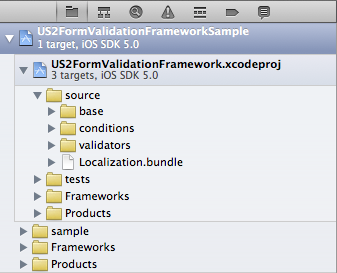 US2FormValidationFrameworkSample
1 target, iOS SDK 5.0
US2FormValidationFramework.xcodeproj
3 targets, iOS SDK 5.0
source
base
conditions
validators
Localization.bundle
tests
Frameworks
Products
sample
Frameworks
Products